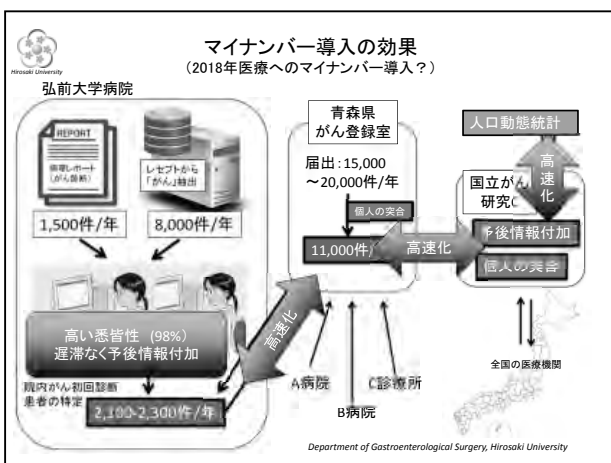 マイナンバー導入の効果
(2018年医療へのマイナンバー導入?)
Hirosaki University
弘前大学病院
REPORT
病理レポート
(がん診断)
レセプトから
「がん」抽出
1,500件/年
8,000件/年
高い悉皆性 (98%)
遅滞なく予後情報付加
院内がん初回診断
患者の特定
2,100-2,300件/年
高速化
青森県
がん登録室
届出:15,000
~20,000件/年
個人の突合
11,000件/
高速化
A病院
B病院
C診療所
人口動態統計
高速化
国立がん
研究
予後情報付加
個人の突合
全国の医療機関
Department of Gastroenterological Surgery, Hirosaki University